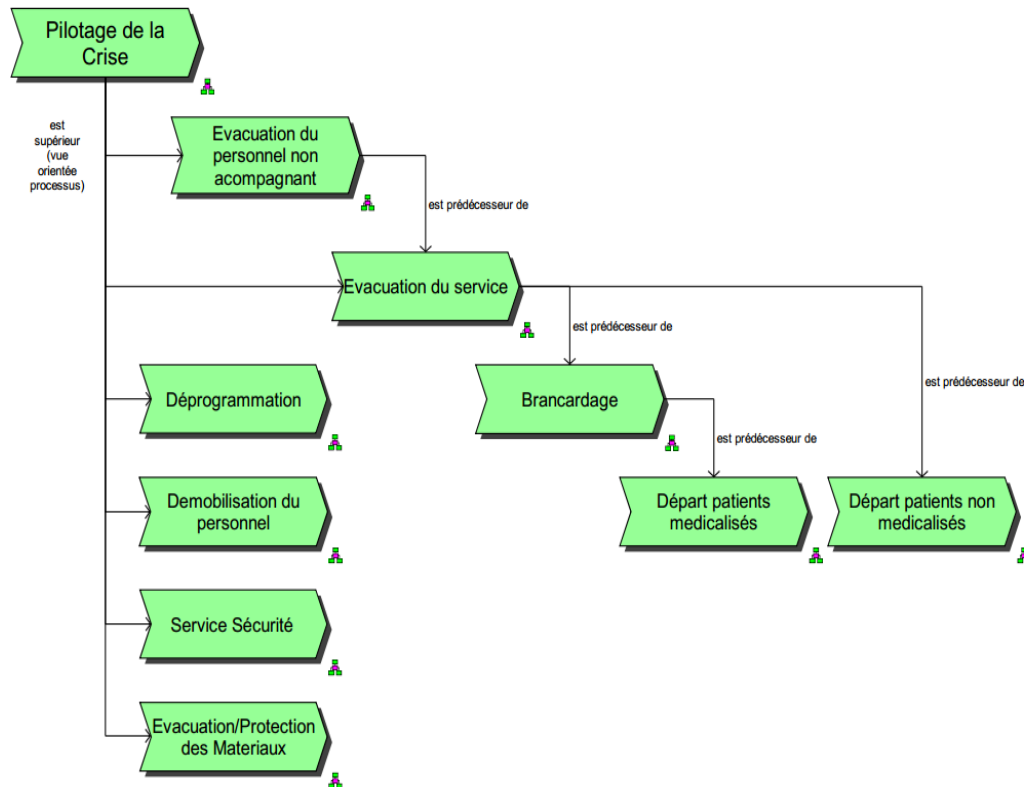 Pilotage de la
Crise
est
supérieur
(vue
orientée
processus)
Evacuation du
personnel non
acompagnant
est prédécesseur de
Evacuation du service
est prédécesseur de
est prédécesseur de
Déprogrammation
Brancardage
est prédécesseur de
Demobilisation du
personnel
Départ patients
medicalisés
Départ patients non
medicalisés
Service Sécurité
Evacuation/Protection
des Materiaux